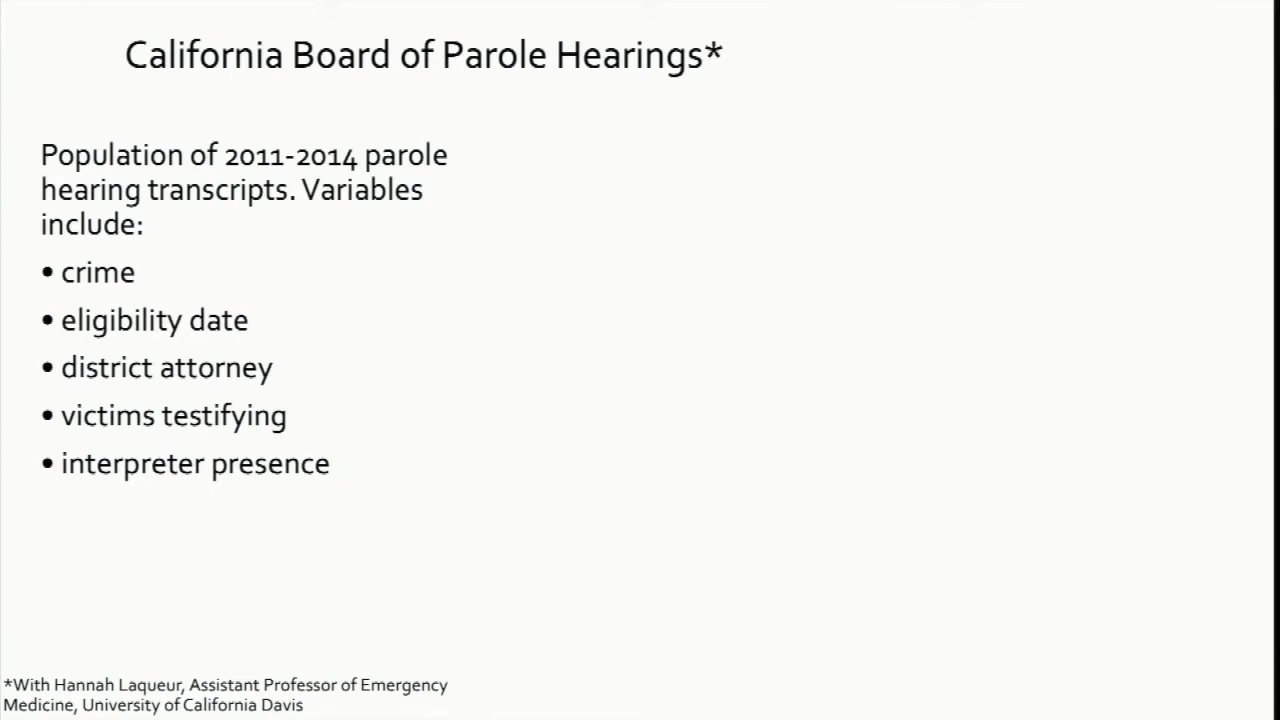 California Board of Parole Hearings*
Population of 2011-2014 parole
hearing transcripts. Variables
include:
• crime
• eligibility date
• district attorney
• victims testifying
• interpreter presence
*With Hannah Laqueur, Assistant Professor of Emergency
Medicine, University of California Davis